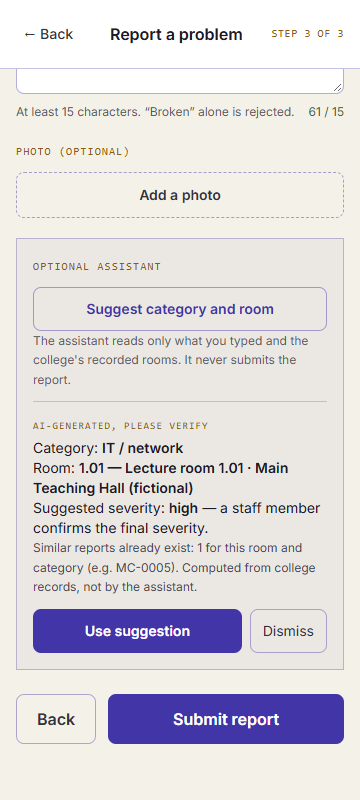 ← Back
Report a problem
STEP 3 OF 3
At least 15 characters. “Broken” alone is rejected.
61 / 15
PHOTO (OPTIONAL)
Add a photo
OPTIONAL ASSISTANT
Suggest category and room
The assistant reads only what you typed and the
college's recorded rooms. It never submits the
report.
AI-GENERATED, PLEASE VERIFY
Category: IT / network
Room: 1.01 — Lecture room 1.01 · Main
Teaching Hall (fictional)
Suggested severity: high — a staff member
confirms the final severity.
Similar reports already exist: 1 for this room and
category (e.g. MC-0005). Computed from college
records, not by the assistant.
Use suggestion
Dismiss
Back
Submit report